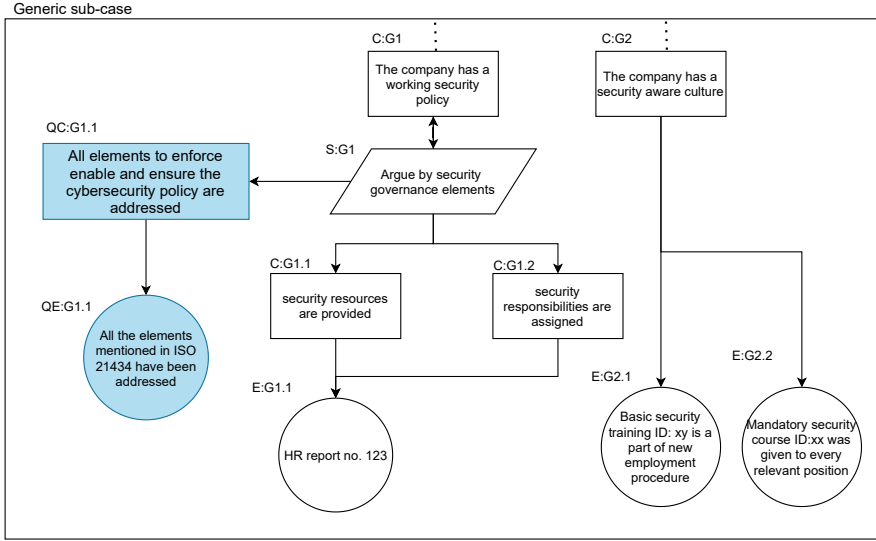 Generic sub-case
C:G1
The company has a
working security
policy
C:G2
The company has a
security aware culture
QC:G1.1
All elements to enforce
enable and ensure the
cybersecurity policy are
addressed
S:G1
Argue by security
governance elements
C:G1.1
security resources
are provided
C:G1.2
security
responsibilities are
assigned
QE:G1.1
All the elements
mentioned in ISO
21434 have been
addressed
E:G1.1
HR report no. 123
E:G2.1
Basic security
training ID: xy is a
part of new
employment
procedure
E:G2.2
Mandatory security
course ID:xx was
given to every
relevant position